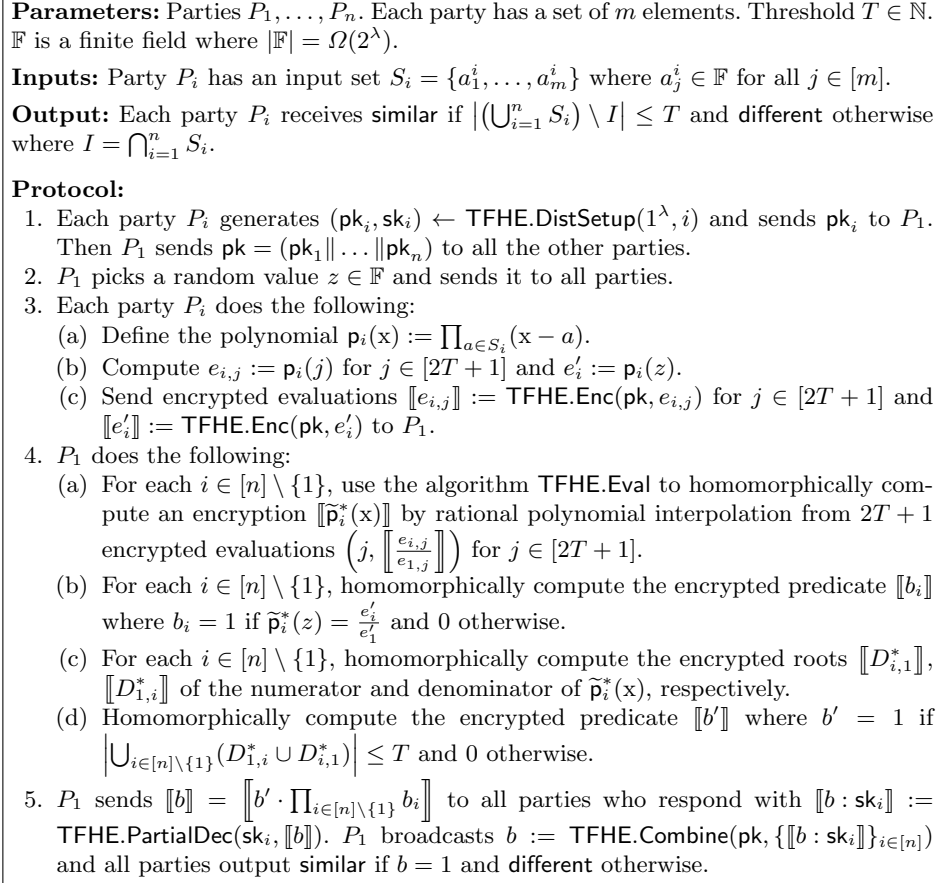 Parameters: Parties P₁, . . . , Pₙ. Each party has a set of m elements. Threshold T ∈ ℕ.
𝔽 is a finite field where |𝔽| = Ω(2^λ).
Inputs: Party P_i has an input set S_i = {a^i_1, . . . , a^i_m} where a^i_j ∈ 𝔽 for all j ∈ [m].
Output: Each party P_i receives similar if |(⋃^n_{i=1} S_i) \ I| ≤ T and different otherwise
where I = ⋂^n_{i=1} S_i.
Protocol:
1. Each party P_i generates (pk_i, sk_i) ← TFHE.DistSetup(1^λ, i) and sends pk_i to P_1.
Then P_1 sends pk = (pk_1‖ . . . ‖pk_n) to all the other parties.
2. P_1 picks a random value z ∈ 𝔽 and sends it to all parties.
3. Each party P_i does the following:
(a) Define the polynomial p_i(x) := ∏_{a∈S_i}(x − a).
(b) Compute e_{i,j} := p_i(j) for j ∈ [2T + 1] and e′_i := p_i(z).
(c) Send encrypted evaluations ⟦e_{i,j}⟧ := TFHE.Enc(pk, e_{i,j}) for j ∈ [2T + 1] and
⟦e′_i⟧ := TFHE.Enc(pk, e′_i) to P_1.
4. P_1 does the following:
(a) For each i ∈ [n] \ {1}, use the algorithm TFHE.Eval to homomorphically com-
pute an encryption ⟦p̃*_i(x)⟧ by rational polynomial interpolation from 2T + 1
encrypted evaluations (j, ⟦e_{i,j}/e_{1,j}⟧) for j ∈ [2T + 1].
(b) For each i ∈ [n] \ {1}, homomorphically compute the encrypted predicate ⟦b_i⟧
where b_i = 1 if p̃*_i(z) = e′_i/e′_1 and 0 otherwise.
(c) For each i ∈ [n] \ {1}, homomorphically compute the encrypted roots ⟦D*_{i,1}⟧,
⟦D*_{1,i}⟧ of the numerator and denominator of p̃*_i(x), respectively.
(d) Homomorphically compute the encrypted predicate ⟦b′⟧ where b′ = 1 if
|⋃_{i∈[n]\{1}}(D*_{1,i} ∪ D*_{i,1})| ≤ T and 0 otherwise.
5. P_1 sends ⟦b⟧ = ⟦b′ · ∏_{i∈[n]\{1}} b_i⟧ to all parties who respond with ⟦b : sk_i⟧ :=
TFHE.PartialDec(sk_i, ⟦b⟧). P_1 broadcasts b := TFHE.Combine(pk, {⟦b : sk_i⟧}_{i∈[n]})
and all parties output similar if b = 1 and different otherwise.